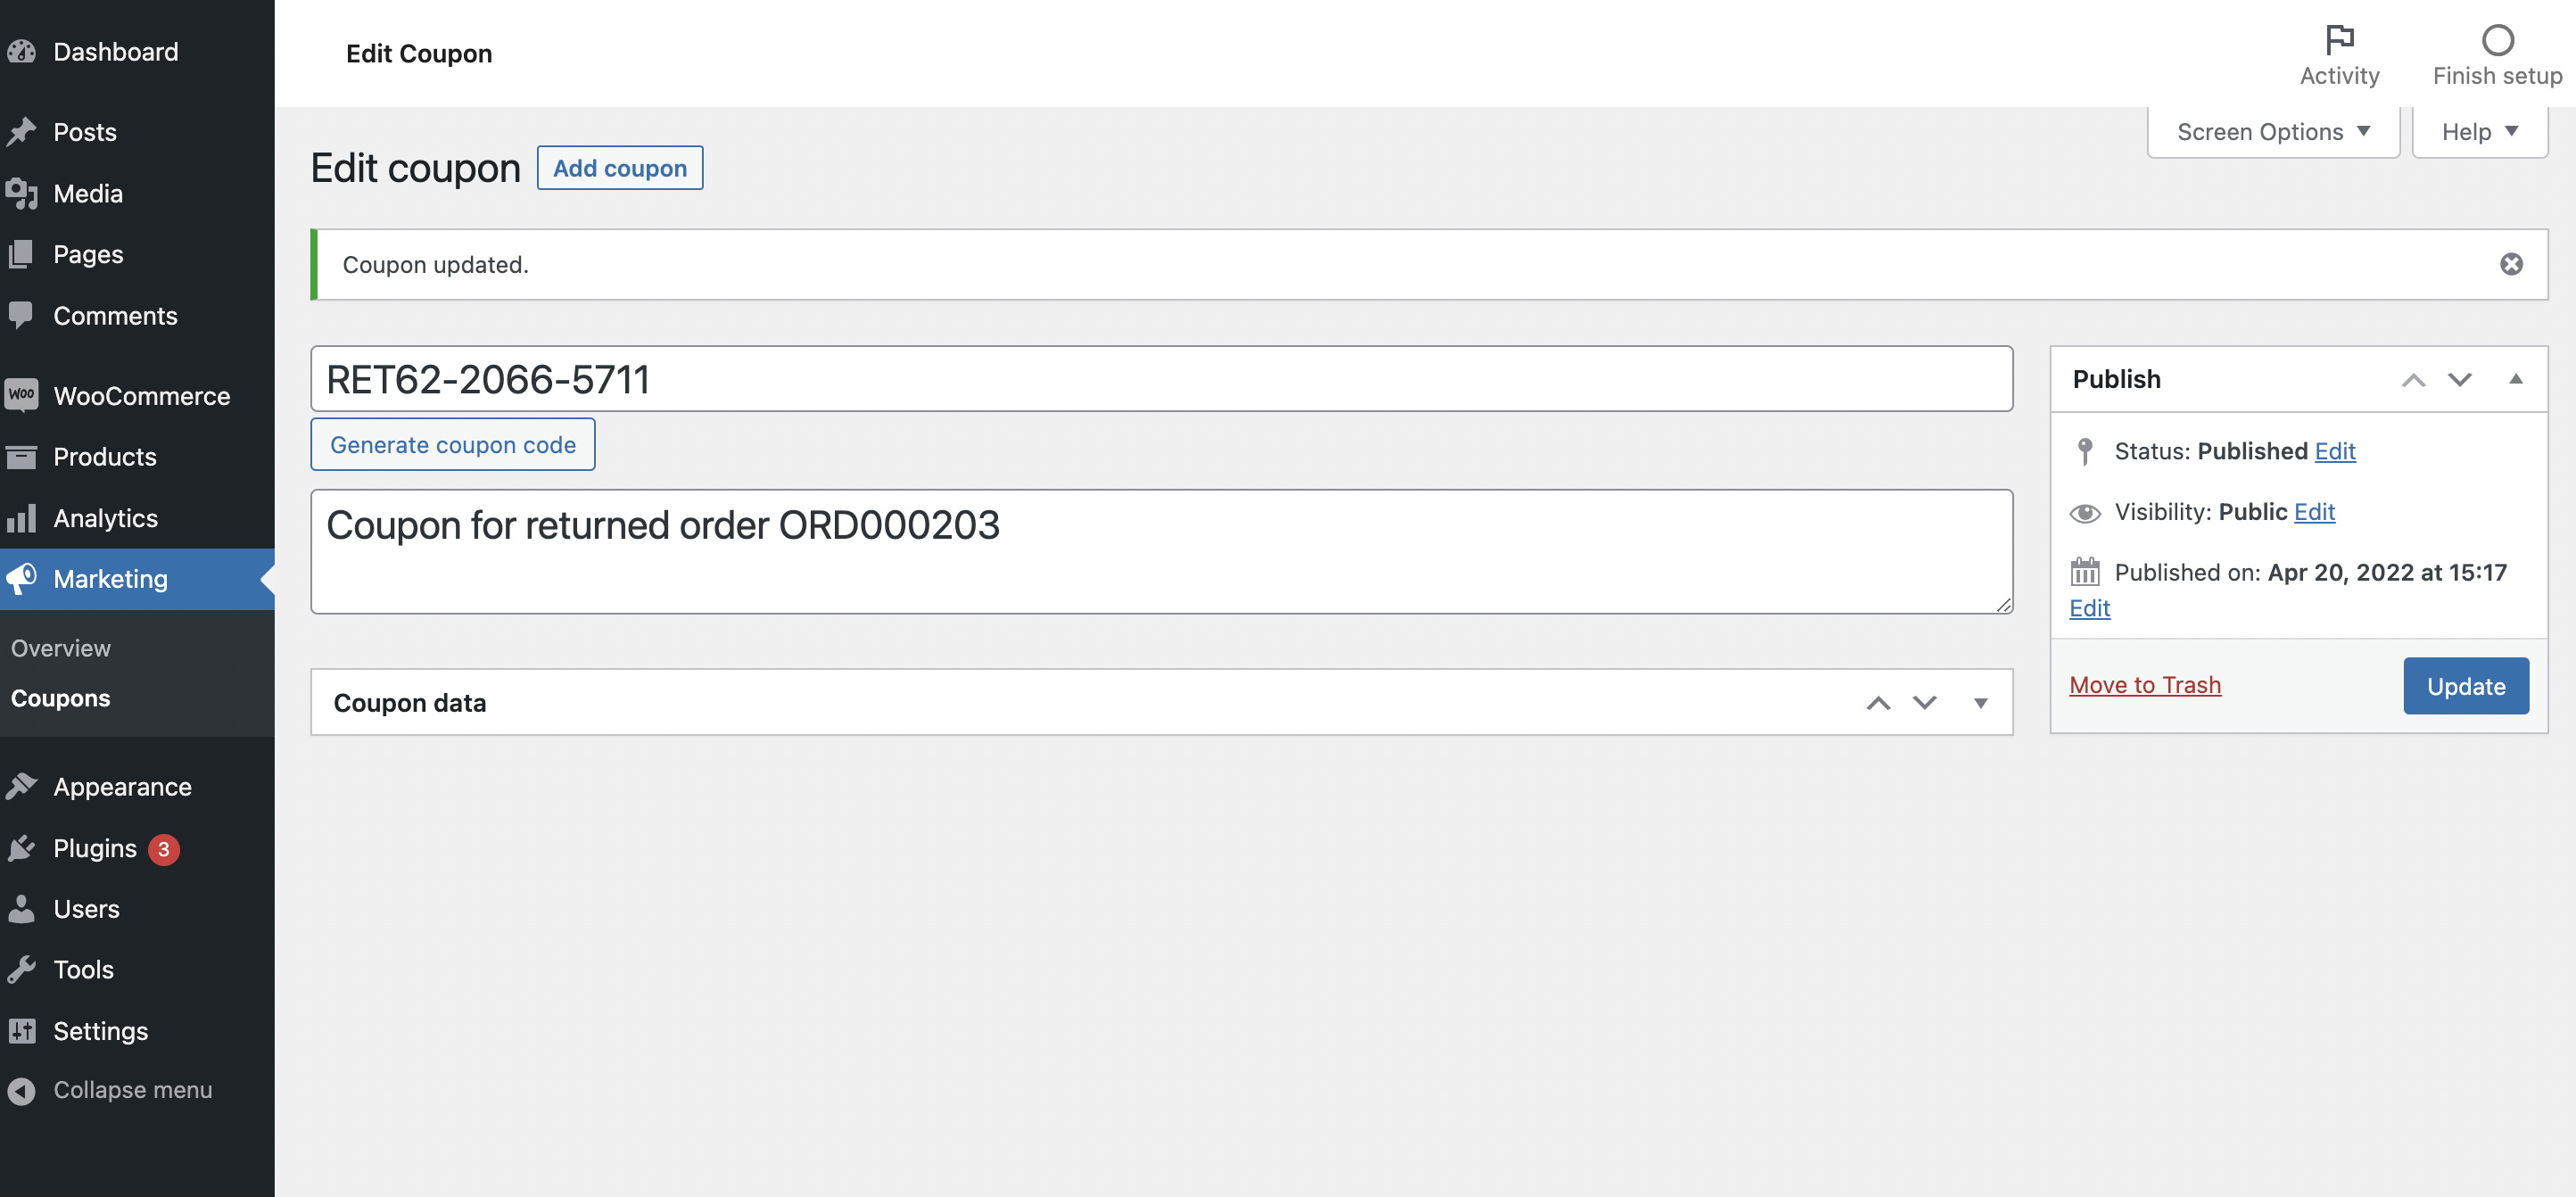 Dashboard
Posts
Media
Pages
Comments
Woo WooCommerce
Products
Analytics
Marketing
Overview
Coupons
Appearance
Plugins 3
Users
Tools
Settings
Collapse menu
Edit Coupon
Activity
Finish setup
Screen Options
Help
Edit coupon Add coupon
Coupon updated.
RET62-2066-5711
Generate coupon code
Coupon for returned order ORD000203
Coupon data
Publish
Status: Published Edit
Visibility: Public Edit
Published on: Apr 20, 2022 at 15:17
Edit
Move to Trash Update